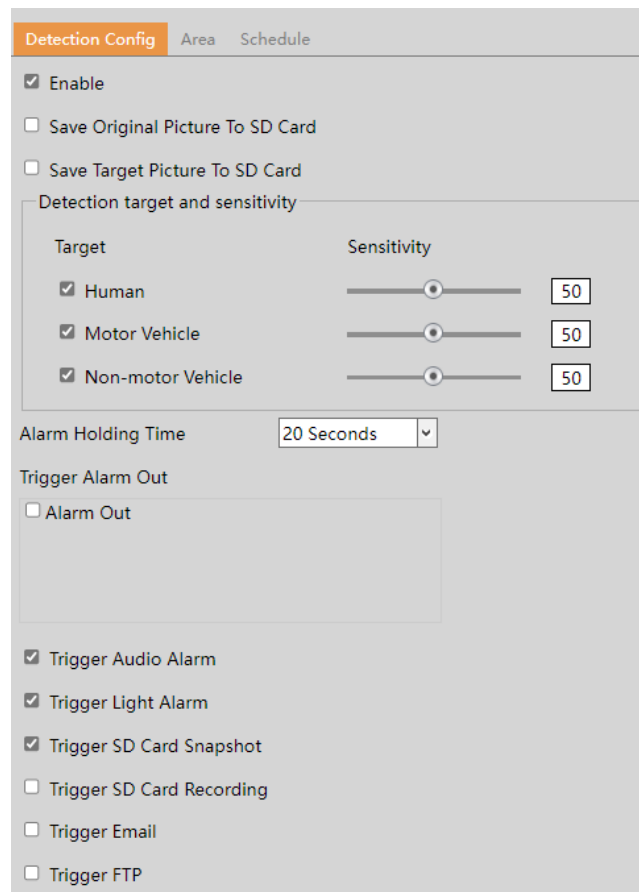 Detection Config Area Schedule
Enable
Save Original Picture To SD Card
Save Target Picture To SD Card
Detection target and sensitivity
Target Sensitivity
Human 50
Motor Vehicle 50
Non-motor Vehicle 50
Alarm Holding Time 20 Seconds
Trigger Alarm Out
Alarm Out
Trigger Audio Alarm
Trigger Light Alarm
Trigger SD Card Snapshot
Trigger SD Card Recording
Trigger Email
Trigger FTP